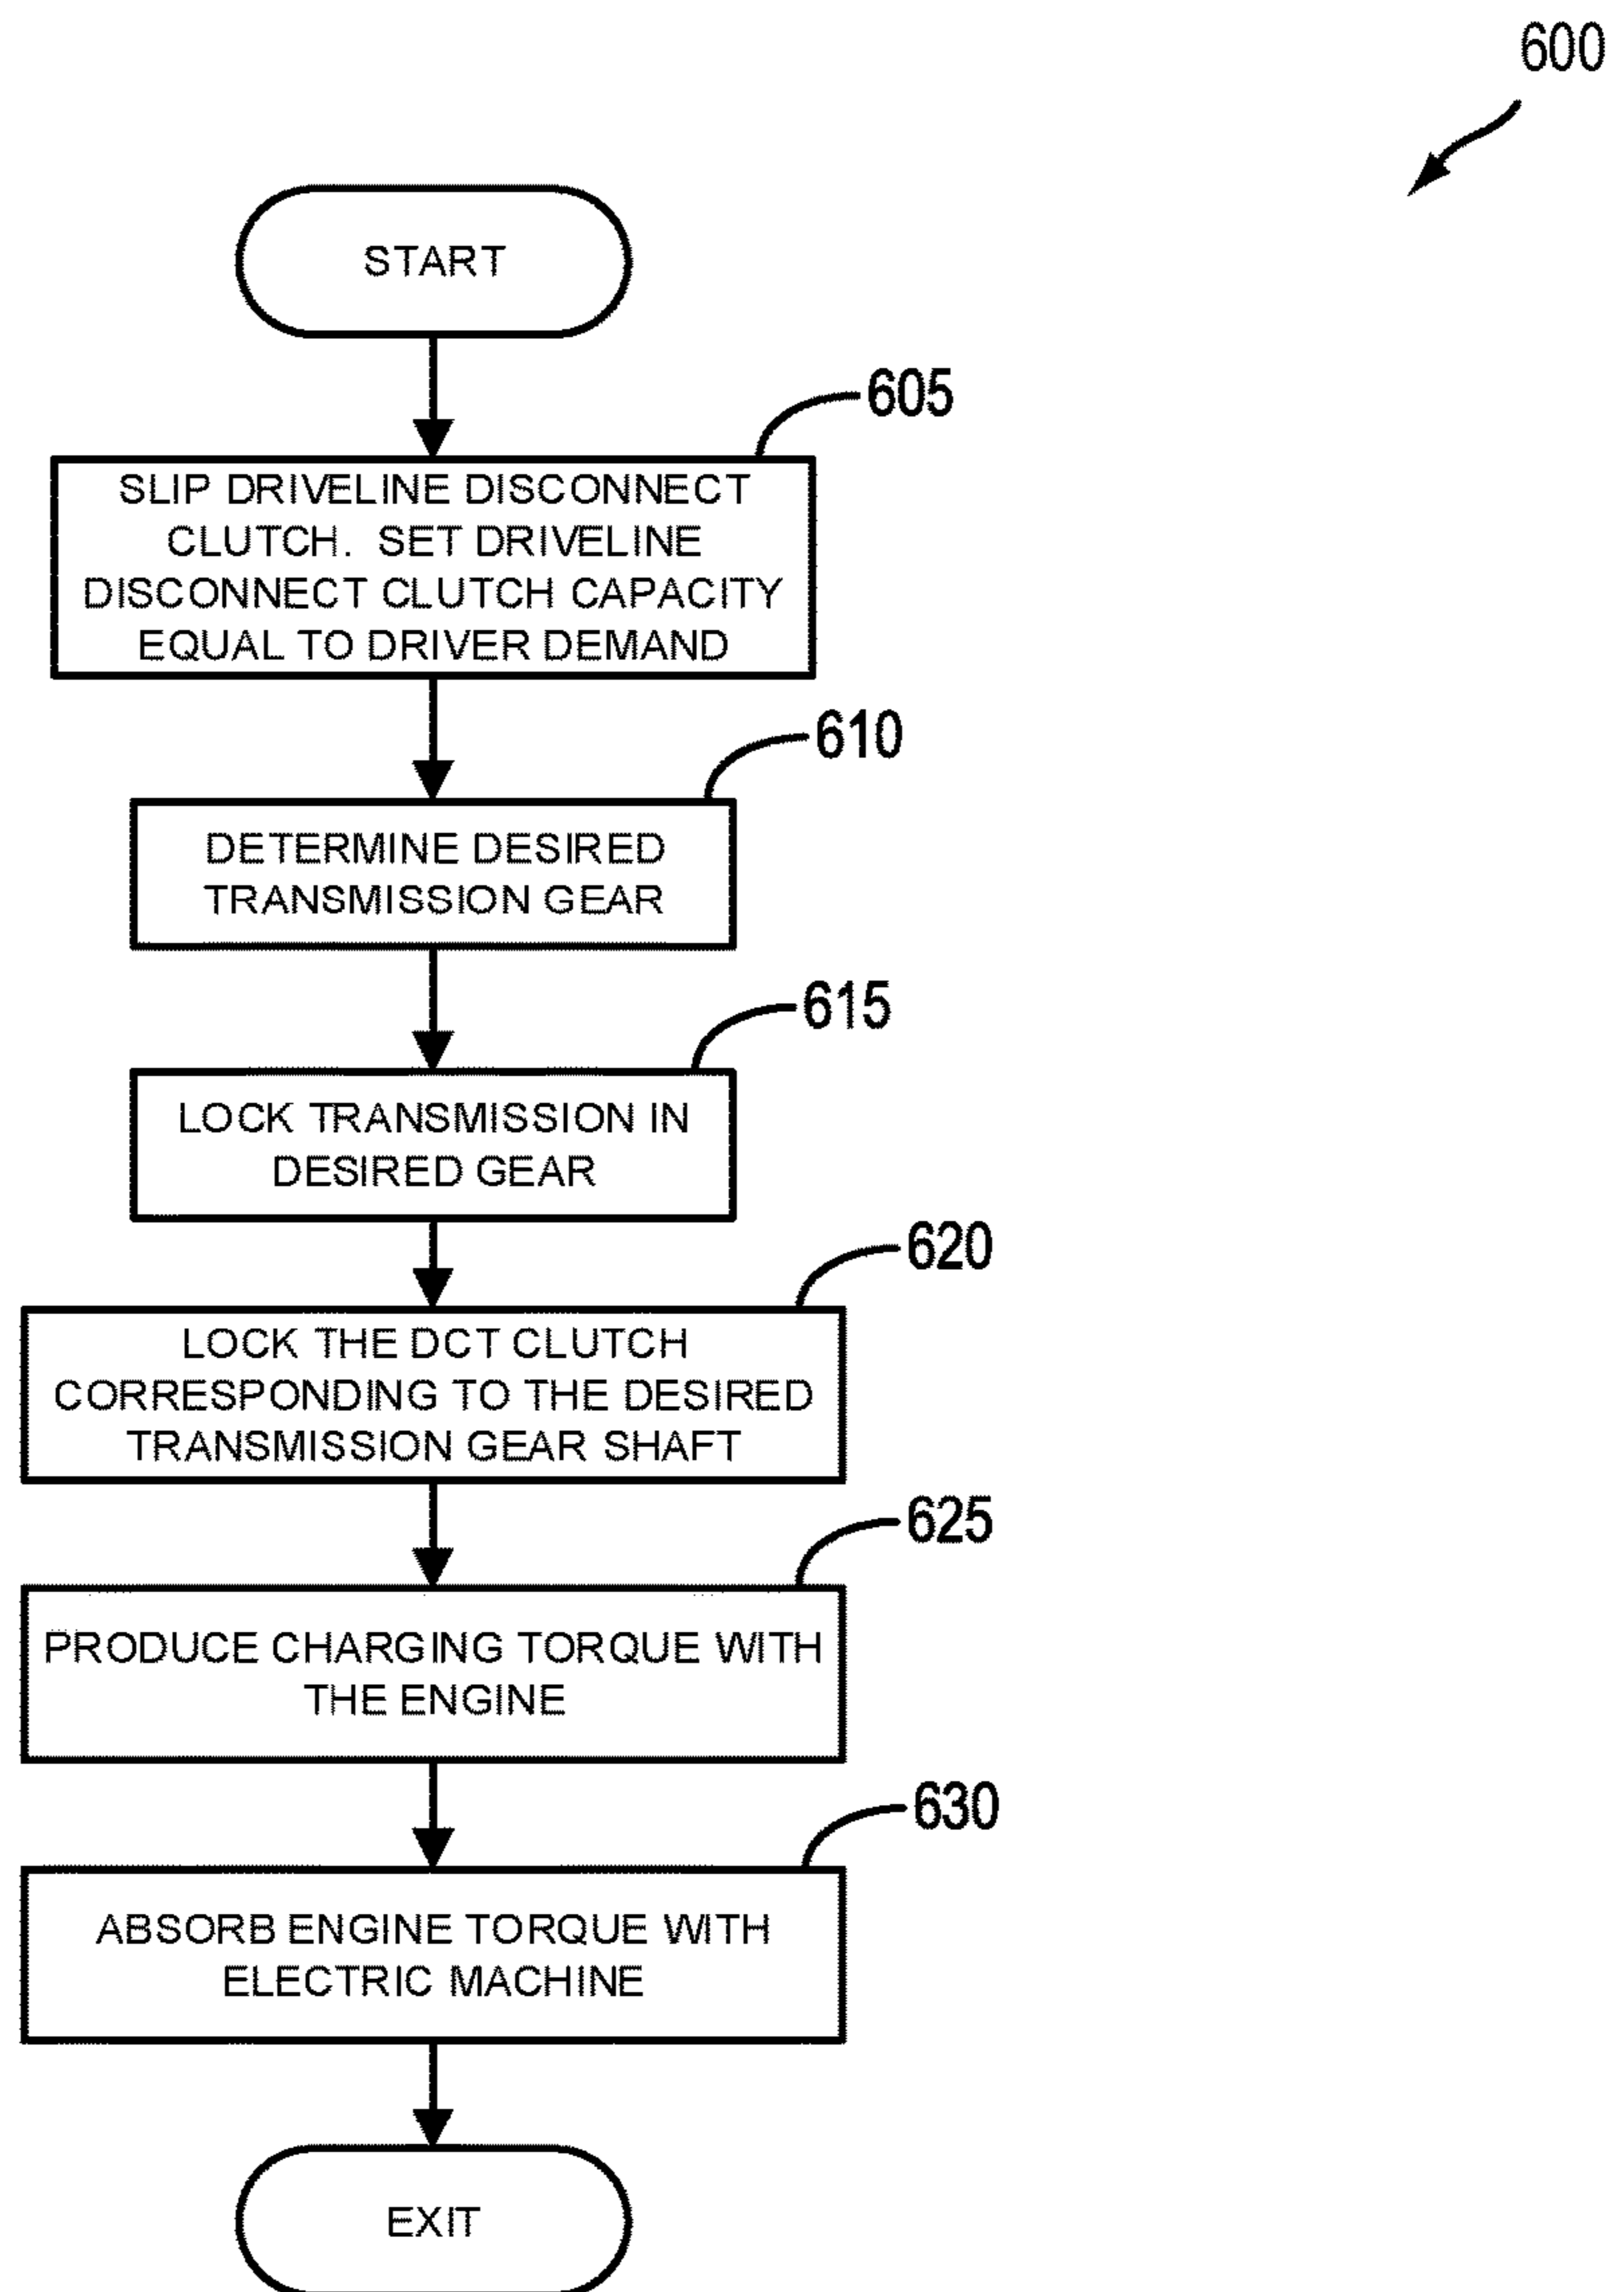 600
START
605
SLIP DRIVELINE DISCONNECT
CLUTCH. SET DRIVELINE
DISCONNECT CLUTCH CAPACITY
EQUAL TO DRIVER DEMAND
610
DETERMINE DESIRED
TRANSMISSION GEAR
615
LOCK TRANSMISSION IN
DESIRED GEAR
620
LOCK THE DCT CLUTCH
CORRESPONDING TO THE DESIRED
TRANSMISSION GEAR SHAFT
625
PRODUCE CHARGING TORQUE WITH
THE ENGINE
630
ABSORB ENGINE TORQUE WITH
ELECTRIC MACHINE
EXIT